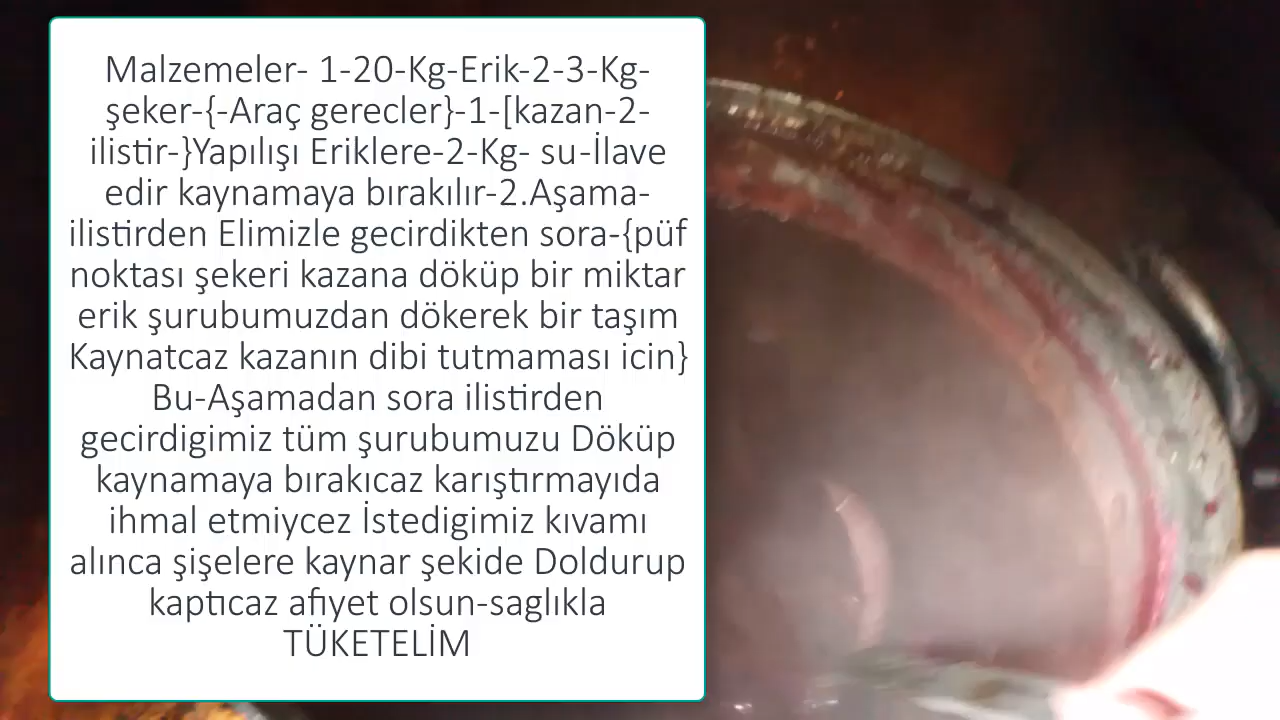 Malzemeler- 1-20-Kg-Erik-2-3-Kg-
şeker-{-Araç gerecler}-1-[kazan-2-
ilistir-}Yapılışı Eriklere-2-Kg- su-İlave
edir kaynamaya bırakılır-2.Aşama-
ilistirden Elimizle gecirdikten sora-{püf
noktası şekeri kazana döküp bir miktar
erik şurubumuzdan dökerek bir taşım
Kaynatcaz kazanın dibi tutmaması icin}
Bu-Aşamadan sora ilistirden
gecirdigimiz tüm şurubumuzu Döküp
kaynamaya bırakıcaz karıştırmayıda
ihmal etmiycez İstedigimiz kıvamı
alınca şişelere kaynar şekide Doldurup
kaptıcaz afiyet olsun-saglıkla
TÜKETELİM